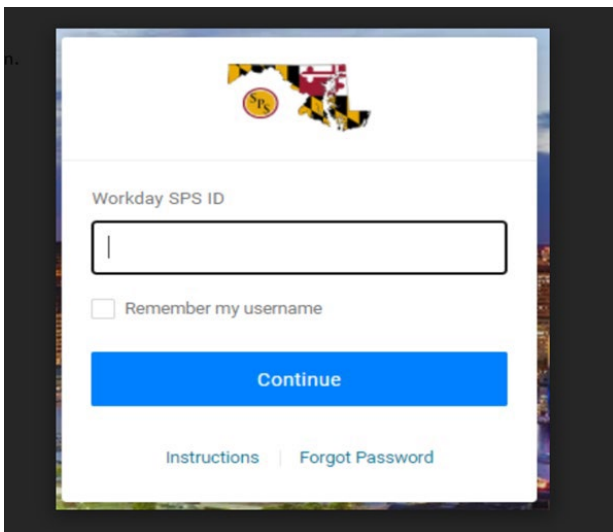 n.
SPS
Workday SPS ID
Remember my username
Continue
Instructions | Forgot Password